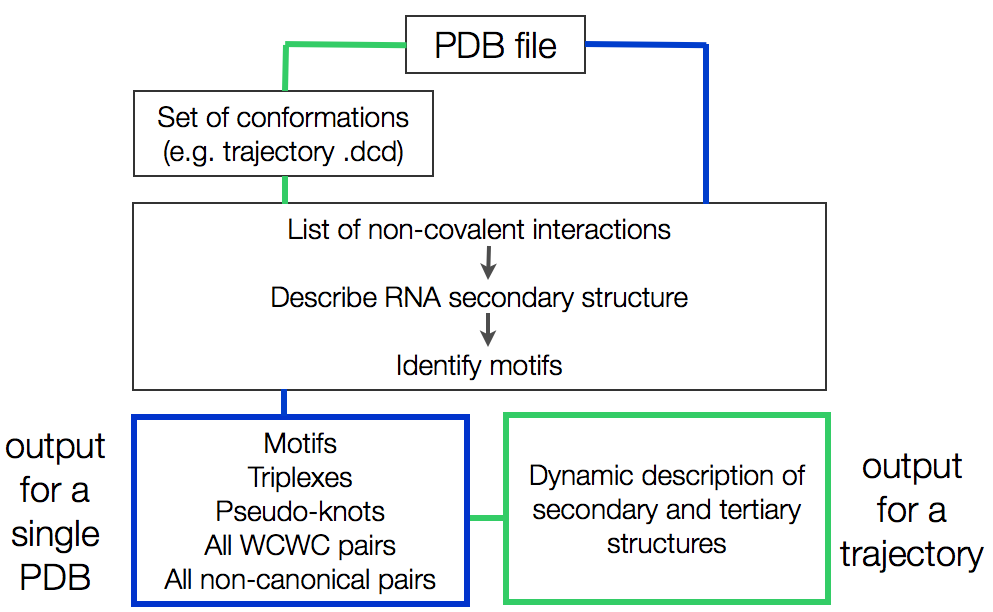 PDB file
Set of conformations
(e.g. trajectory .dcd)
List of non-covalent interactions
Describe RNA secondary structure
Identify motifs
output
for a
single
PDB
Motifs
Triplexes
Pseudo-knots
All WCWC pairs
All non-canonical pairs
Dynamic description of
secondary and tertiary
structures
output
for a
trajectory